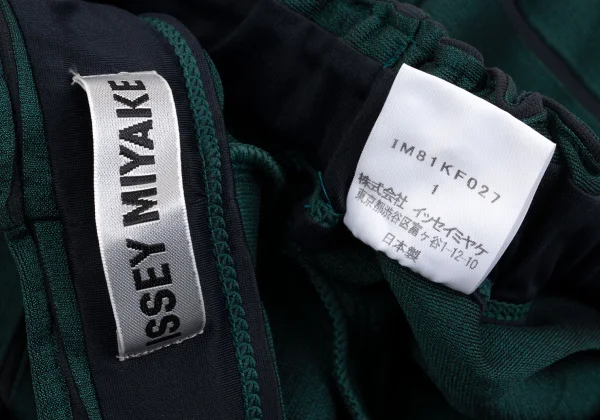 ISSEY MIYAKE
IM81KF027
1
株式会社 イッセイミヤケ
東京都渋谷区富ヶ谷1-12-10
日本製